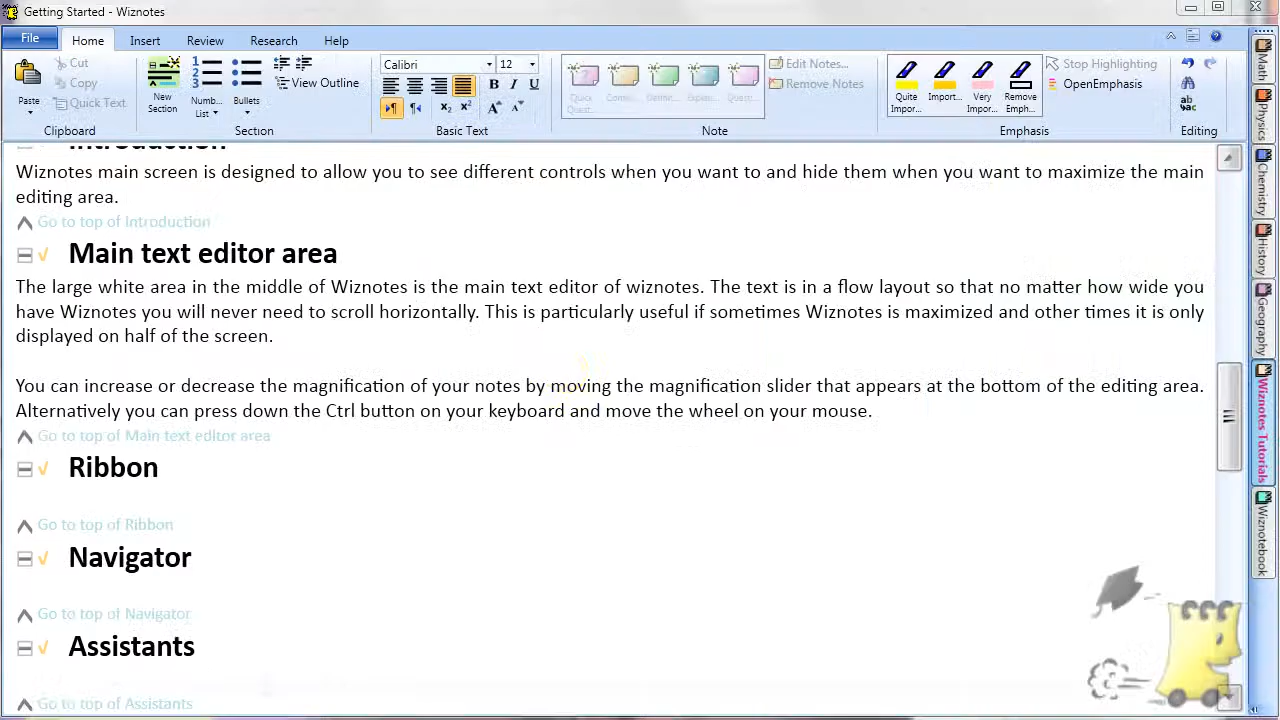 Getting Started - Wiznotes
File Home Insert Review Research Help
Paste
Cut
Copy
Quick Text
Clipboard
New Section
Numb... List
Bullets
View Outline
Section
Calibri 12
B I U
x₂ x² A A
Basic Text
Quick Quest...
Edit Notes...
Remove Notes
Note
Quite Impor...
Import...
Very Impor...
Remove Emph...
Stop Highlighting
OpenEmphasis
Emphasis
ab ac
Editing
Introduction
Wiznotes main screen is designed to allow you to see different controls when you want to and hide them when you want to maximize the main
editing area.
Go to top of Introduction
Main text editor area
The large white area in the middle of Wiznotes is the main text editor of wiznotes. The text is in a flow layout so that no matter how wide you
have Wiznotes you will never need to scroll horizontally. This is particularly useful if sometimes Wiznotes is maximized and other times it is only
displayed on half of the screen.
You can increase or decrease the magnification of your notes by moving the magnification slider that appears at the bottom of the editing area.
Alternatively you can press down the Ctrl button on your keyboard and move the wheel on your mouse.
Go to top of Main text editor area
Ribbon
Go to top of Ribbon
Navigator
Go to top of Navigator
Assistants
Go to top of Assistants
Math
Physics
Chemistry
History
Geography
Wiznotes Tutorials
Wiznotebook